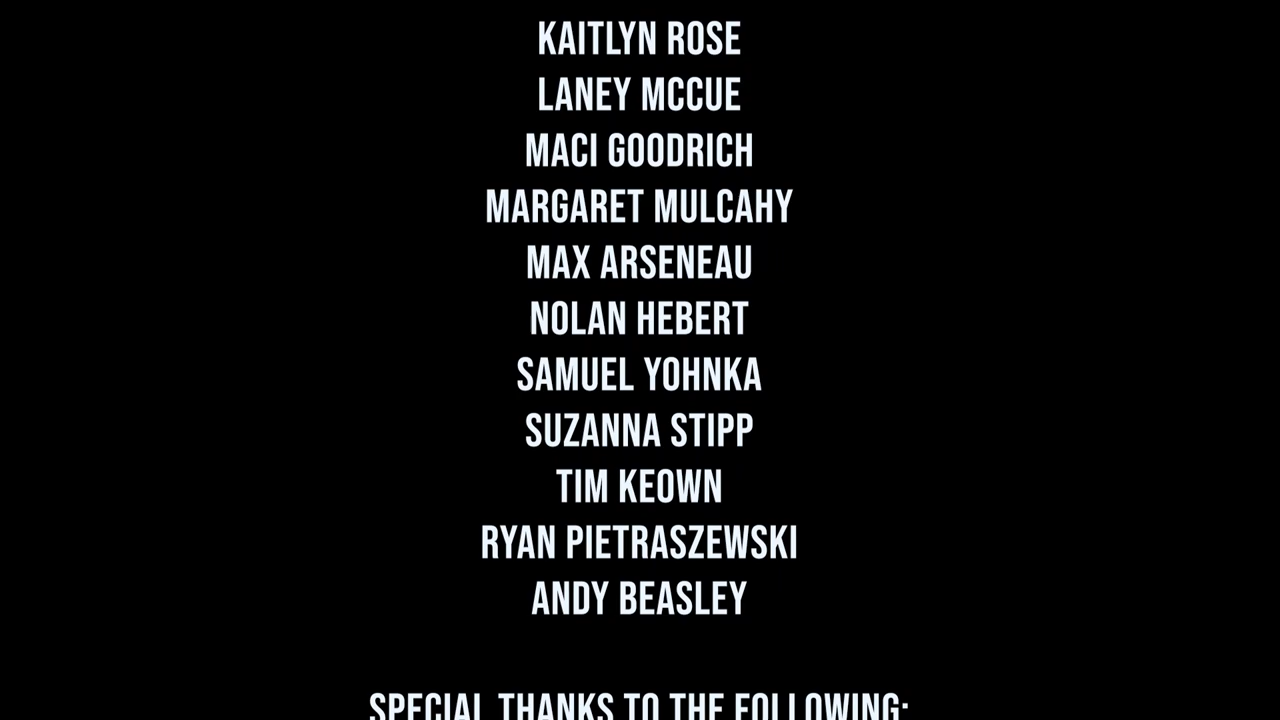 KAITLYN ROSE
LANEY MCCUE
MACI GOODRICH
MARGARET MULCAHY
MAX ARSENEAU
NOLAN HEBERT
SAMUEL YOHNKA
SUZANNA STIPP
TIM KEOWN
RYAN PIETRASZEWSKI
ANDY BEASLEY
SPECIAL THANKS TO THE FOLLOWING: